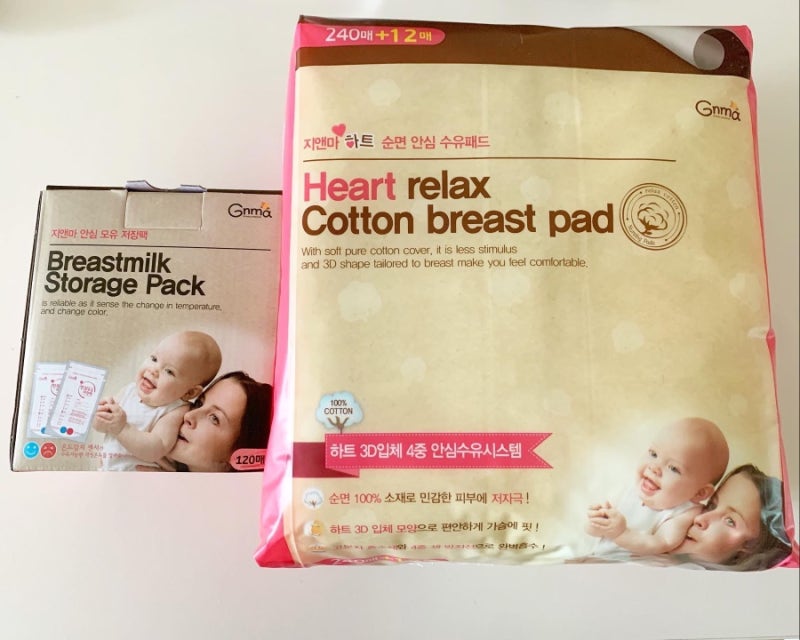 Gnma
지앤마 안심 모유 저장팩
Breastmilk
Storage Pack
is reliable as it sense the change in temperature,
and change color.
120매
240매+12매
Gnma
지앤마 하트 순면 안심 수유패드
Heart relax
Cotton breast pad
relax cotton
Nursing Pads
With soft pure cotton cover, it is less stimulus
and 3D shape tailored to breast make you feel comfortable.
100%
COTTON
하트 3D입체 4중 안심수유시스템
순면 100% 소재로 민감한 피부에 저자극!
하트 3D 입체 모양으로 편안하게 가슴에 핏!